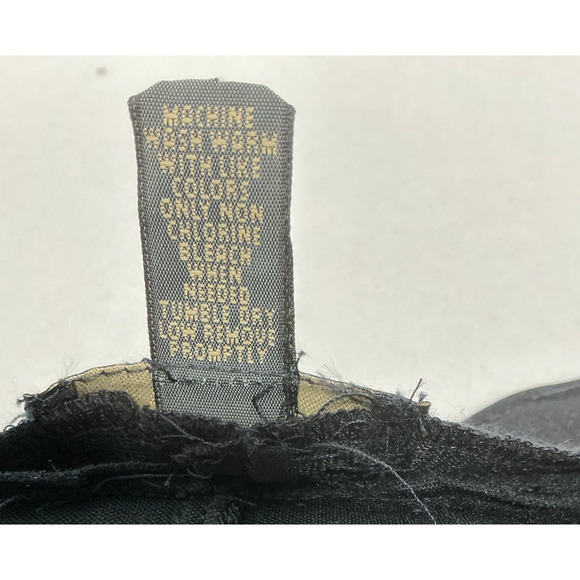 MACHINE
WASH WARM
WITH LIKE
COLORS
ONLY NON
CHLORINE
BLEACH
WHEN
NEEDED
TUMBLE DRY
LOW REMOVE
PROMPTLY